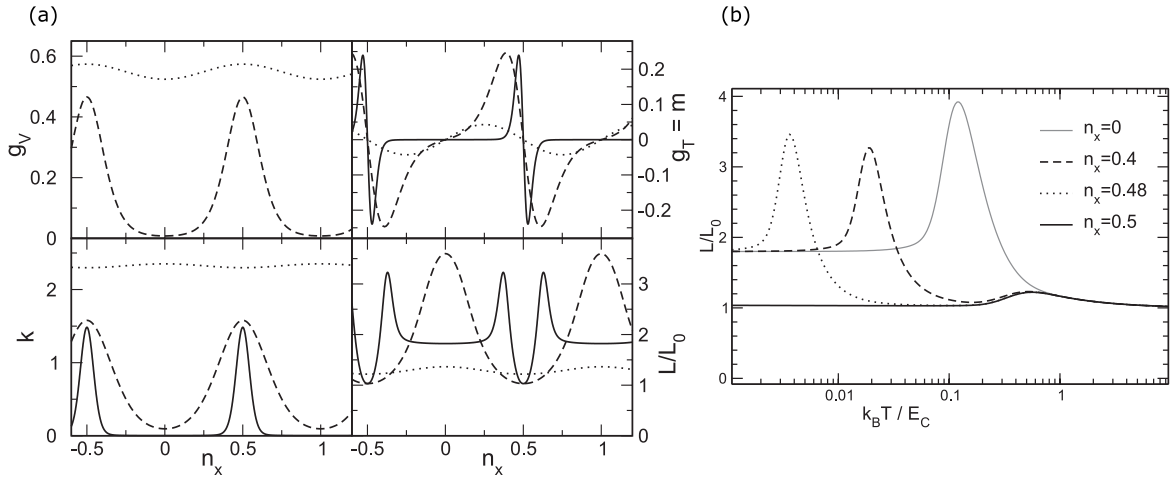 (a)
0.6
0.4
0.2
0
g_V
0.2
0.1
0
-0.1
-0.2
g_T = m
2
1
0
k
3
2
1
0
L/L_0
-0.5 0 0.5 1
n_x
-0.5 0 0.5 1
n_x
(b)
4
3
2
1
0
L/L_0
n_x=0
n_x=0.4
n_x=0.48
n_x=0.5
0.01 0.1 1
k_B T / E_C